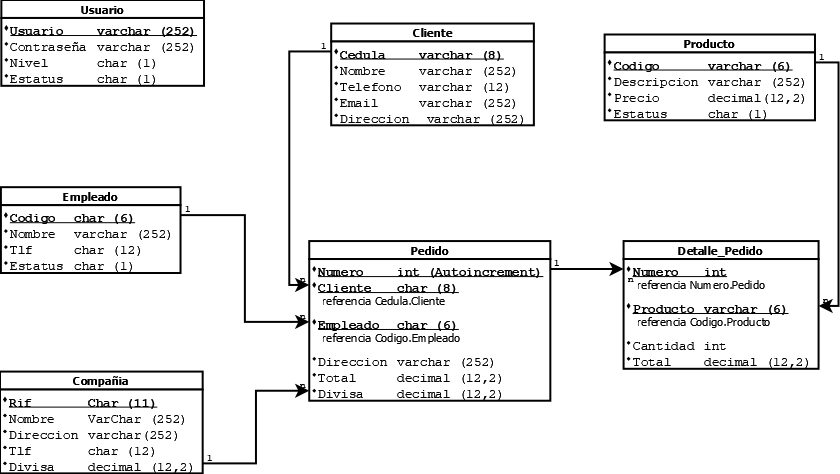 Usuario
Usuario varchar (252)
Contraseña varchar (252)
Nivel char (1)
Estatus char (1)
Cliente
1
Cedula varchar (8)
Nombre varchar (252)
Telefono varchar (12)
Email varchar (252)
Direccion varchar (252)
Producto
1
Codigo varchar (6)
Descripcion varchar (252)
Precio decimal(12,2)
Estatus char (1)
Empleado
1
Codigo char (6)
Nombre varchar (252)
Tlf char (12)
Estatus char (1)
Pedido
1
Numero int (Autoincrement)
n
Cliente char (8)
referencia Cedula.Cliente
n
Empleado char (6)
referencia Codigo.Empleado
Direccion varchar (252)
Total decimal (12,2)
n
Divisa decimal (12,2)
Detalle_Pedido
Numero int
n
referencia Numero.Pedido
n
Producto varchar (6)
referencia Codigo.Producto
Cantidad int
Total decimal (12,2)
Compañia
Rif Char (11)
Nombre VarChar (252)
Direccion varchar(252)
Tlf char (12)
Divisa decimal (12,2)
1